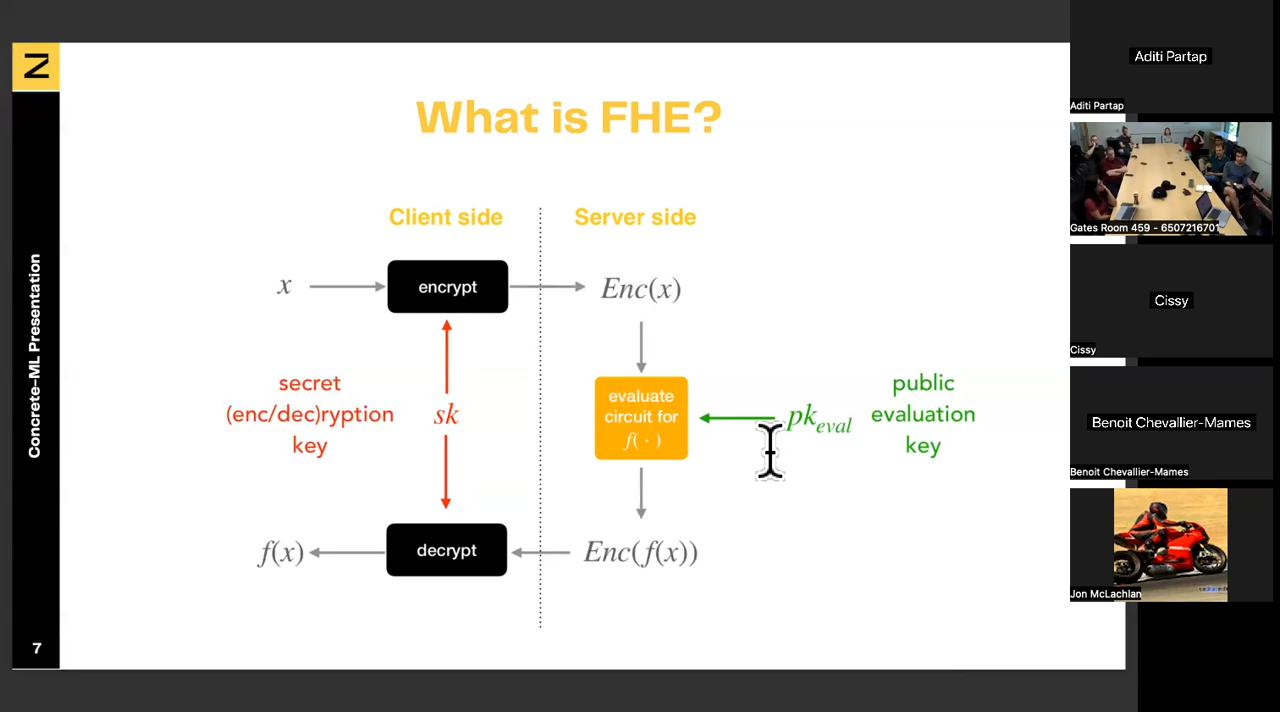 What is FHE?
Client side
Server side
x
encrypt
Enc(x)
secret
(enc/dec)ryption
key
sk
evaluate
circuit for
f( · )
pk_eval
public
evaluation
key
f(x)
decrypt
Enc(f(x))
Concrete-ML Presentation
7
Aditi Partap
Aditi Partap
Gates Room 459 - 6507216701
Cissy
Cissy
Benoit Chevallier-Mames
Benoit Chevallier-Mames
Jon McLachlan